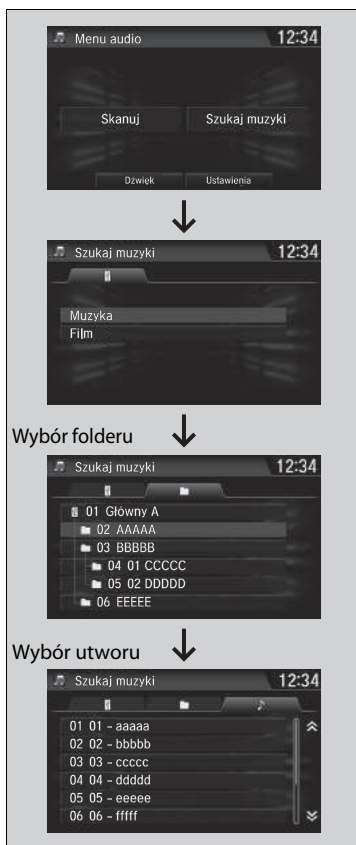 Menu audio 12:34
Skanuj Szukaj muzyki
Dźwięk Ustawienia
Szukaj muzyki 12:34
Muzyka
Film
Wybór folderu
Szukaj muzyki 12:34
01 Główny A
02 AAAAA
03 BBBBB
04 01 CCCCC
05 02 DDDDD
06 EEEEE
Wybór utworu
Szukaj muzyki 12:34
01 01 – aaaaa
02 02 – bbbbb
03 03 – ccccc
04 04 – ddddd
05 05 – eeeee
06 06 – fffff